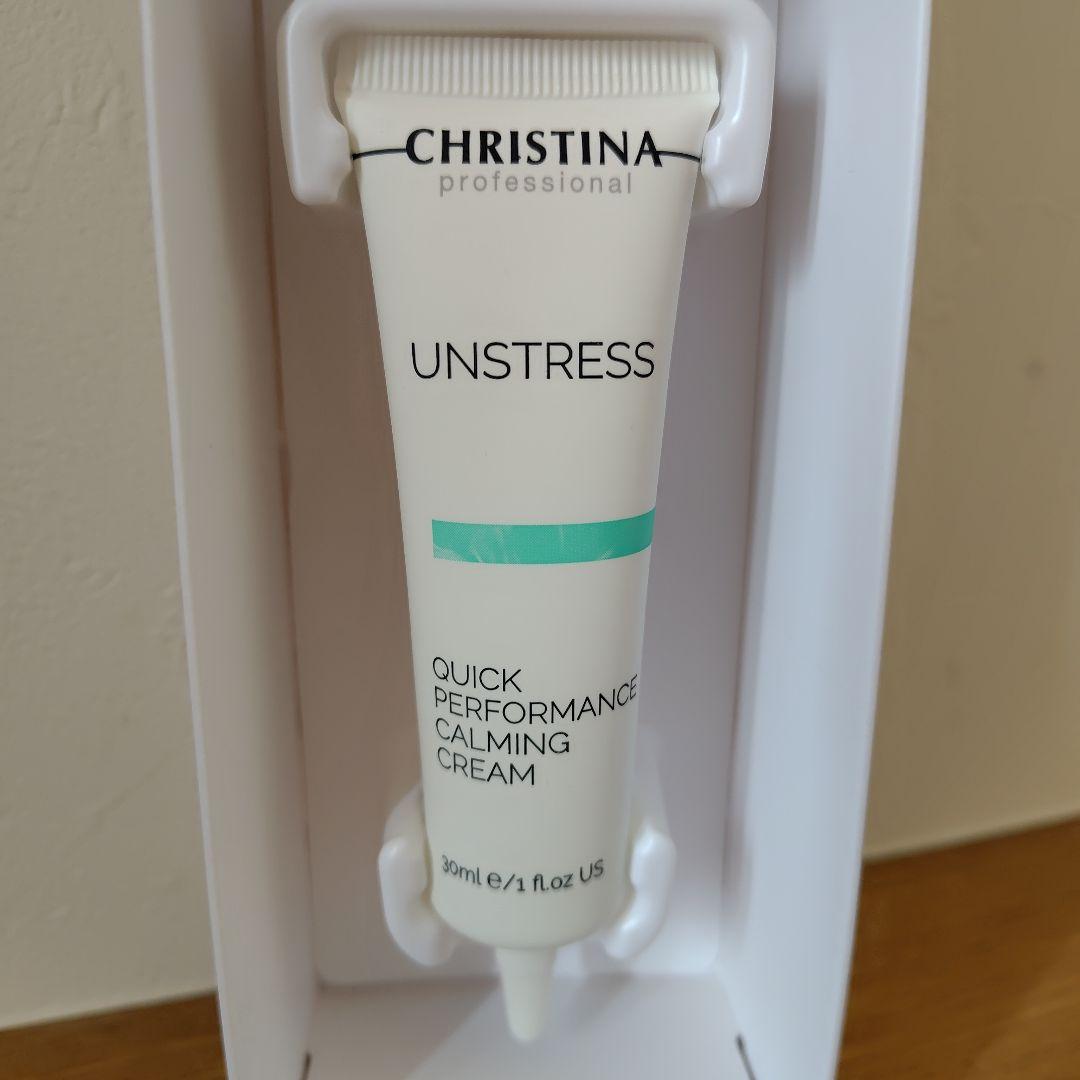 CHRISTINA
professional
UNSTRESS
QUICK
PERFORMANCE
CALMING
CREAM
30ml e/1 fl.oz US